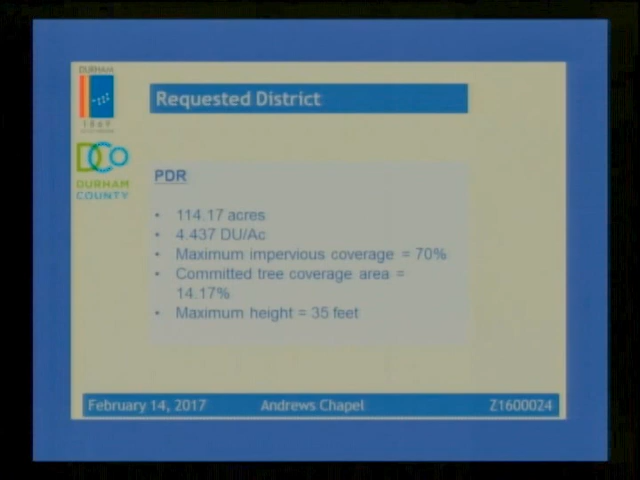 DURHAM
1869
Requested District
DCo
DURHAM
COUNTY
PDR
• 114.17 acres
• 4.437 DU/Ac
• Maximum impervious coverage = 70%
• Committed tree coverage area =
14.17%
• Maximum height = 35 feet
February 14, 2017 Andrews Chapel Z1600024